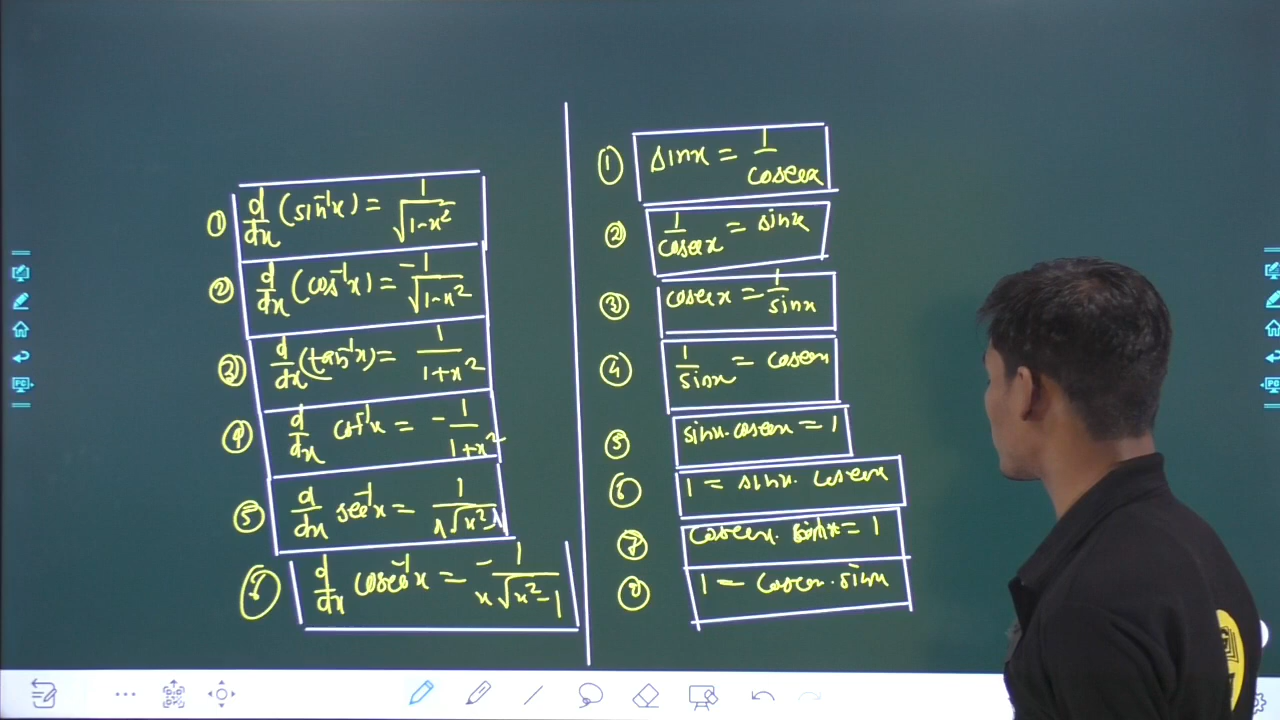 ① d/dx (sin⁻¹x) = 1/√1-x²
② d/dx (cos⁻¹x) = -1/√1-x²
③ d/dx (tan⁻¹x) = 1/1+x²
④ d/dx cot⁻¹x = -1/1+x²
⑤ d/dx sec⁻¹x = 1/x√x²-1
⑥ d/dx cosec⁻¹x = -1/x√x²-1
① sinx = 1/cosecx
② 1/cosecx = sinx
③ cosecx = 1/sinx
④ 1/sinx = cosecx
⑤ sinx.cosecx = 1
⑥ 1 = sinx. cosecx
⑦ cosecx. sinx = 1
⑧ 1 = cosecx.sinx
PC
PC